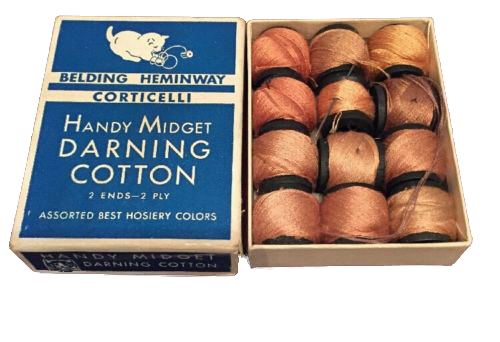 BELDING HEMINWAY
CORTICELLI
HANDY MIDGET
DARNING
COTTON
2 ENDS—2 PLY
ASSORTED BEST HOSIERY COLORS
HANDY MIDGET
DARNING COTTON